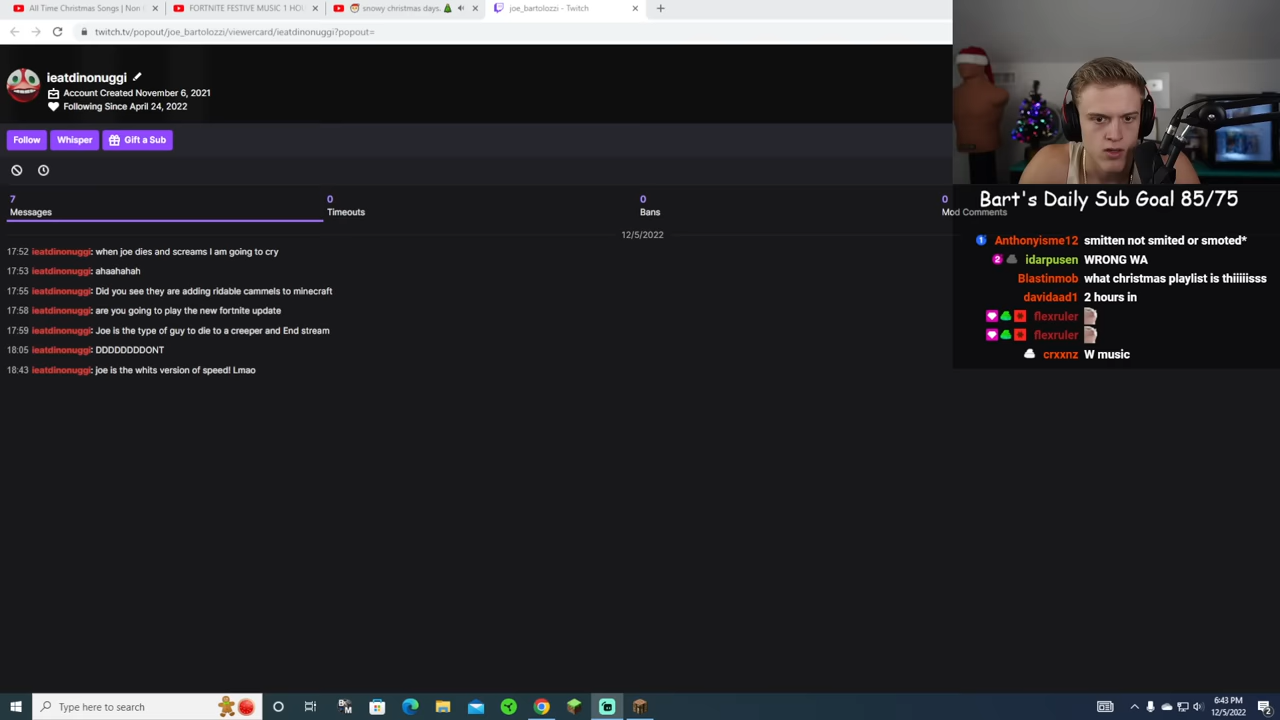 All Time Christmas Songs | Non
FORTNITE FESTIVE MUSIC 1 HO
snowy christmas days.
joe_bartolozzi - Twitch
twitch.tv/popout/joe_bartolozzi/viewercard/ieatdinonuggi?popout=
ieatdinonuggi
Account Created November 6, 2021
Following Since April 24, 2022
Follow
Whisper
Gift a Sub
7
Messages
0
Timeouts
0
Bans
0
Mod Comments
12/5/2022
17:52 ieatdinonuggi: when joe dies and screams I am going to cry
17:53 ieatdinonuggi: ahaahahah
17:55 ieatdinonuggi: Did you see they are adding ridable cammels to minecraft
17:58 ieatdinonuggi: are you going to play the new fortnite update
17:59 ieatdinonuggi: Joe is the type of guy to die to a creeper and End stream
18:05 ieatdinonuggi: DDDDDDDDONT
18:43 ieatdinonuggi: joe is the whits version of speed! Lmao
Bart's Daily Sub Goal 85/75
1 Anthonyisme12 smitten not smited or smoted*
2 idarpusen WRONG WA
Blastinmob what christmas playlist is thiiiiisss
davidaad1 2 hours in
flexruler
flexruler
crxxnz W music
Type here to search
6:43 PM
12/5/2022
2